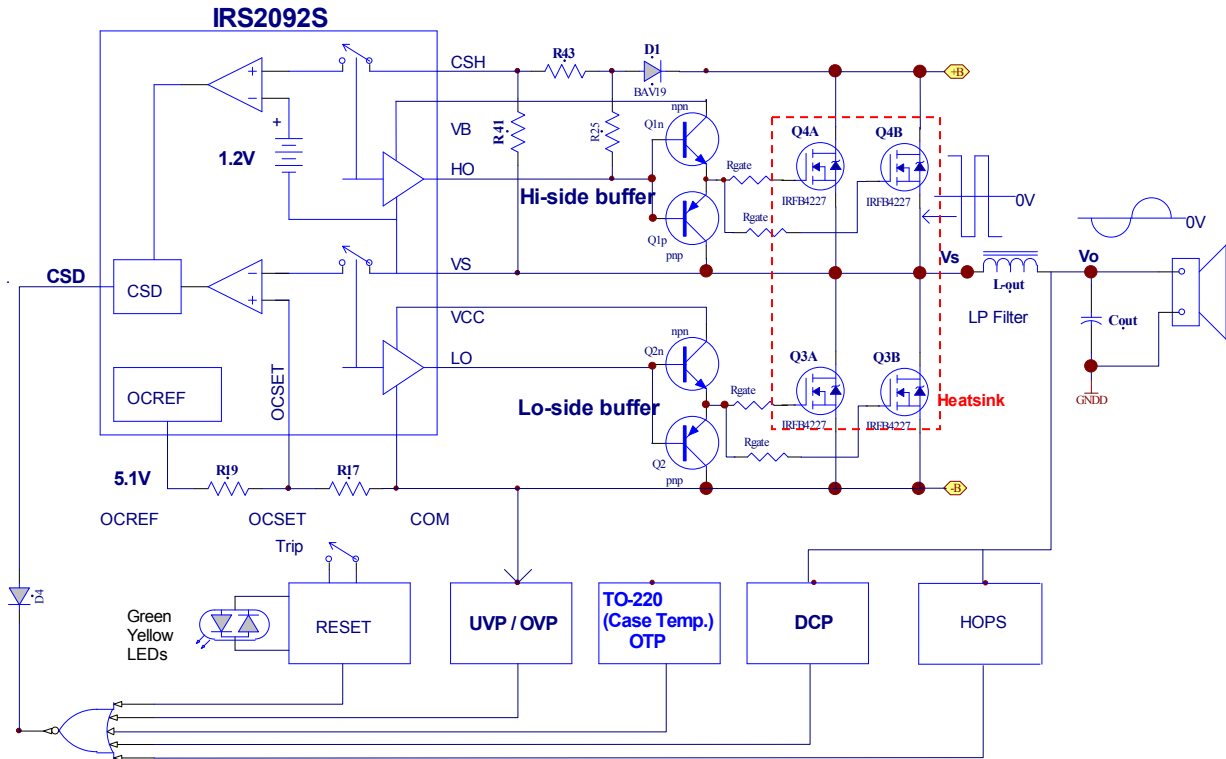 IRS2092S
CSH
R43
D1
BAV19
+B
npn
Q1n
VB
R41
R25
1.2V
+
+
−
HO
Hi-side buffer
Q1p
pnp
Rgate
Rgate
Q4A
Q4B
IRFB4227
IRFB4227
0V
0V
VS
Vs
L-out
LP Filter
Vo
Cout
GNDD
CSD
CSD
−
+
VCC
npn
Q2n
LO
Lo-side buffer
Q2
pnp
Rgate
Rgate
Q3A
Q3B
IRFB4227
IRFB4227
Heatsink
OCREF
OCSET
5.1V
R19
R17
-B
OCREF
OCSET
COM
Trip
D4
Green
Yellow
LEDs
RESET
UVP / OVP
TO-220
(Case Temp.)
OTP
DCP
HOPS